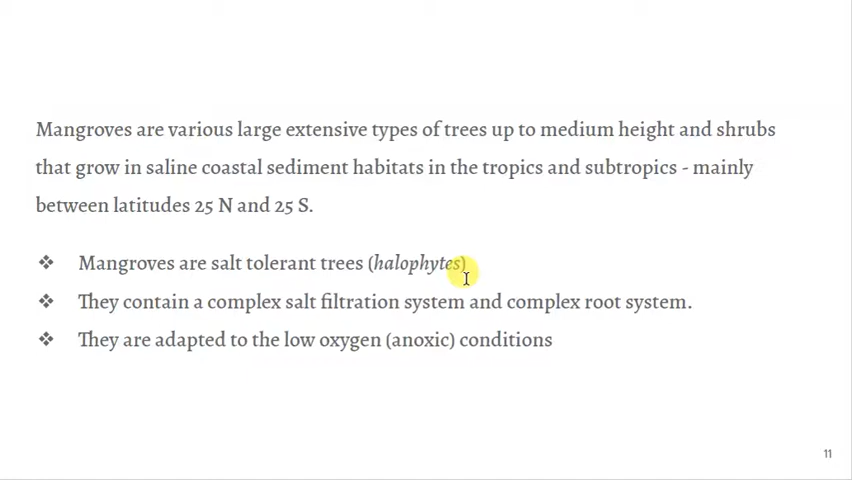 Mangroves are various large extensive types of trees up to medium height and shrubs
that grow in saline coastal sediment habitats in the tropics and subtropics - mainly
between latitudes 25 N and 25 S.
❖ Mangroves are salt tolerant trees (halophytes)
❖ They contain a complex salt filtration system and complex root system.
❖ They are adapted to the low oxygen (anoxic) conditions
11